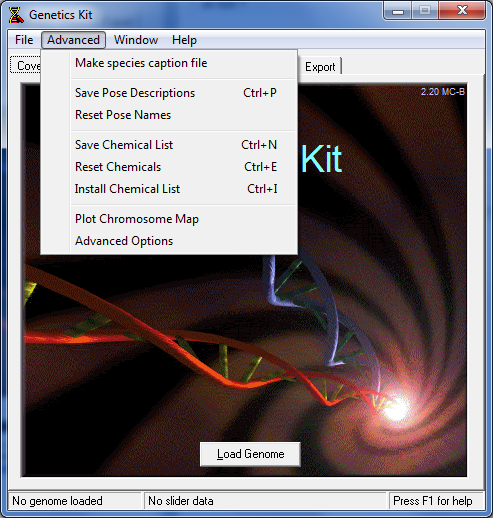 Genetics Kit
File Advanced Window Help
Make species caption file
Save Pose Descriptions Ctrl+P
Reset Pose Names
Save Chemical List Ctrl+N
Reset Chemicals Ctrl+E
Install Chemical List Ctrl+I
Plot Chromosome Map
Advanced Options
Export
2.20 MC-B
Kit
Load Genome
No genome loaded No slider data Press F1 for help